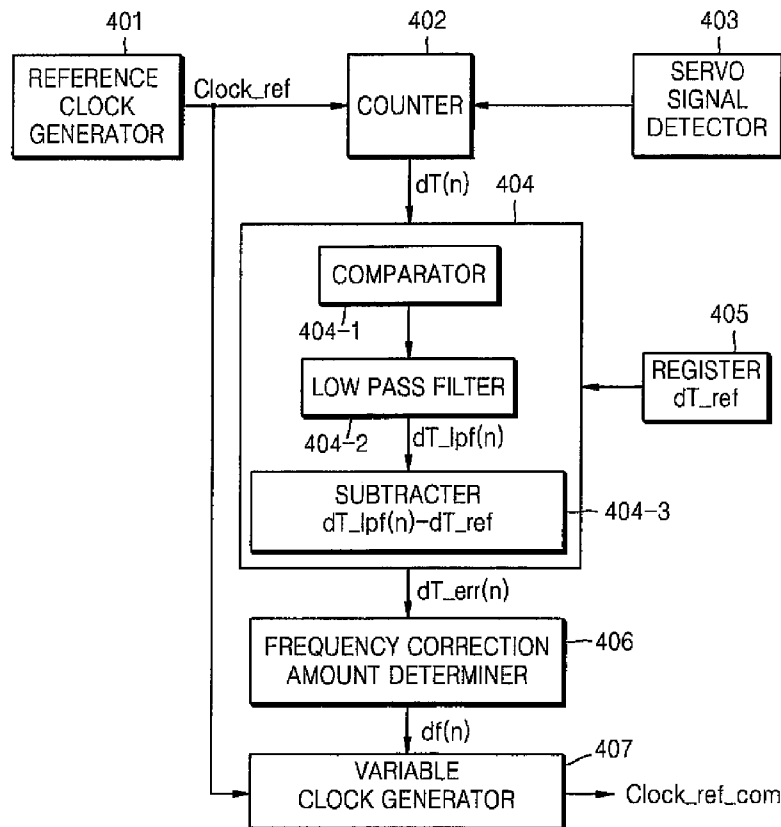 401
402
403
REFERENCE
CLOCK
GENERATOR
Clock_ref
COUNTER
SERVO
SIGNAL
DETECTOR
dT(n)
404
COMPARATOR
404-1
405
LOW PASS FILTER
REGISTER
dT_ref
404-2
dT_lpf(n)
SUBTRACTER
dT_lpf(n)-dT_ref
404-3
dT_err(n)
FREQUENCY CORRECTION
AMOUNT DETERMINER
406
df(n)
407
VARIABLE
CLOCK GENERATOR
Clock_ref_com